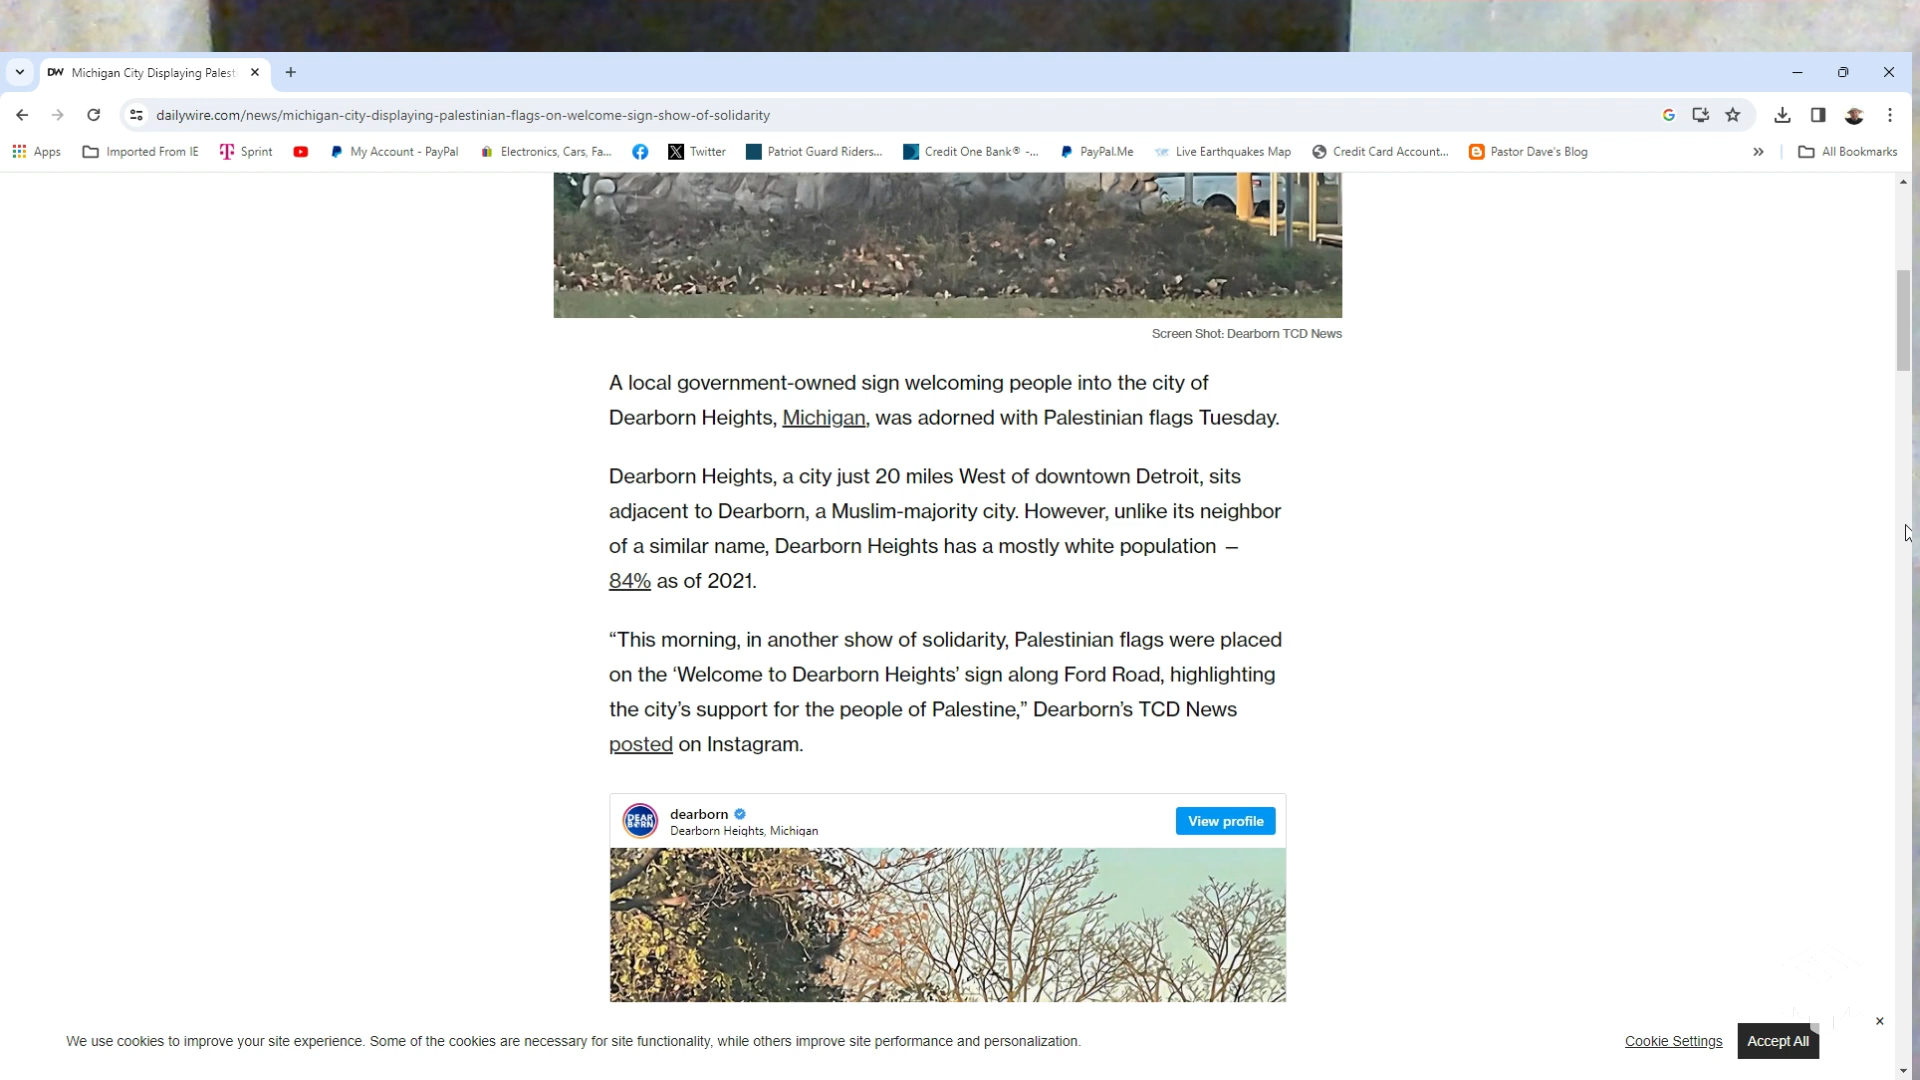 DW Michigan City Displaying Palest
dailywire.com/news/michigan-city-displaying-palestinian-flags-on-welcome-sign-show-of-solidarity
Apps Imported From IE Sprint My Account - PayPal Electronics, Cars, Fa... Twitter Patriot Guard Riders... Credit One Bank® -... PayPal.Me Live Earthquakes Map Credit Card Account... Pastor Dave's Blog » All Bookmarks
Screen Shot: Dearborn TCD News
A local government-owned sign welcoming people into the city of
Dearborn Heights, Michigan, was adorned with Palestinian flags Tuesday.
Dearborn Heights, a city just 20 miles West of downtown Detroit, sits
adjacent to Dearborn, a Muslim-majority city. However, unlike its neighbor
of a similar name, Dearborn Heights has a mostly white population –
84% as of 2021.
“This morning, in another show of solidarity, Palestinian flags were placed
on the ‘Welcome to Dearborn Heights’ sign along Ford Road, highlighting
the city’s support for the people of Palestine,” Dearborn’s TCD News
posted on Instagram.
DEAR
BORN
dearborn
Dearborn Heights, Michigan
View profile
We use cookies to improve your site experience. Some of the cookies are necessary for site functionality, while others improve site performance and personalization.
Cookie Settings
Accept All